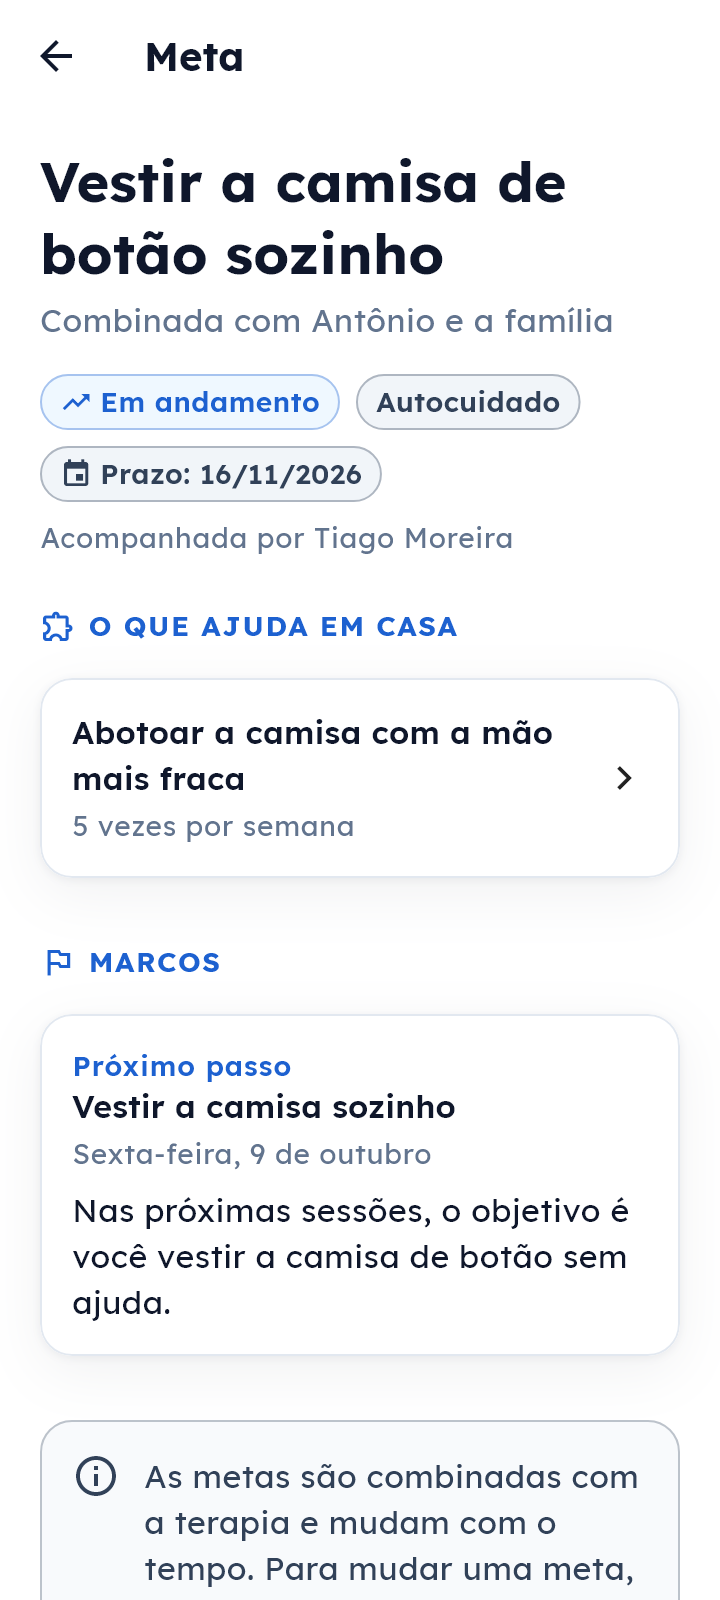 Meta
Vestir a camisa de
botão sozinho
Combinada com Antônio e a família
Em andamento
Autocuidado
Prazo: 16/11/2026
Acompanhada por Tiago Moreira
O QUE AJUDA EM CASA
Abotoar a camisa com a mão
mais fraca
5 vezes por semana
MARCOS
Próximo passo
Vestir a camisa sozinho
Sexta-feira, 9 de outubro
Nas próximas sessões, o objetivo é
você vestir a camisa de botão sem
ajuda.
As metas são combinadas com
a terapia e mudam com o
tempo. Para mudar uma meta,